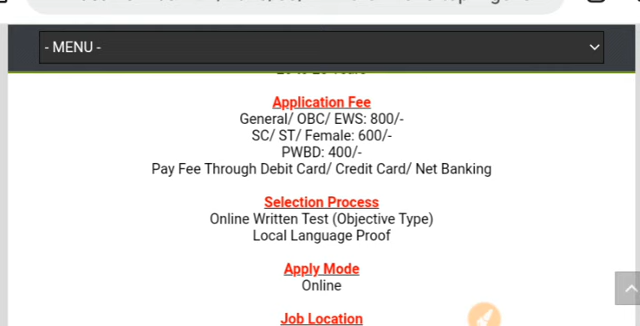 - MENU -
Application Fee
General/ OBC/ EWS: 800/-
SC/ ST/ Female: 600/-
PWBD: 400/-
Pay Fee Through Debit Card/ Credit Card/ Net Banking
Selection Process
Online Written Test (Objective Type)
Local Language Proof
Apply Mode
Online
Job Location